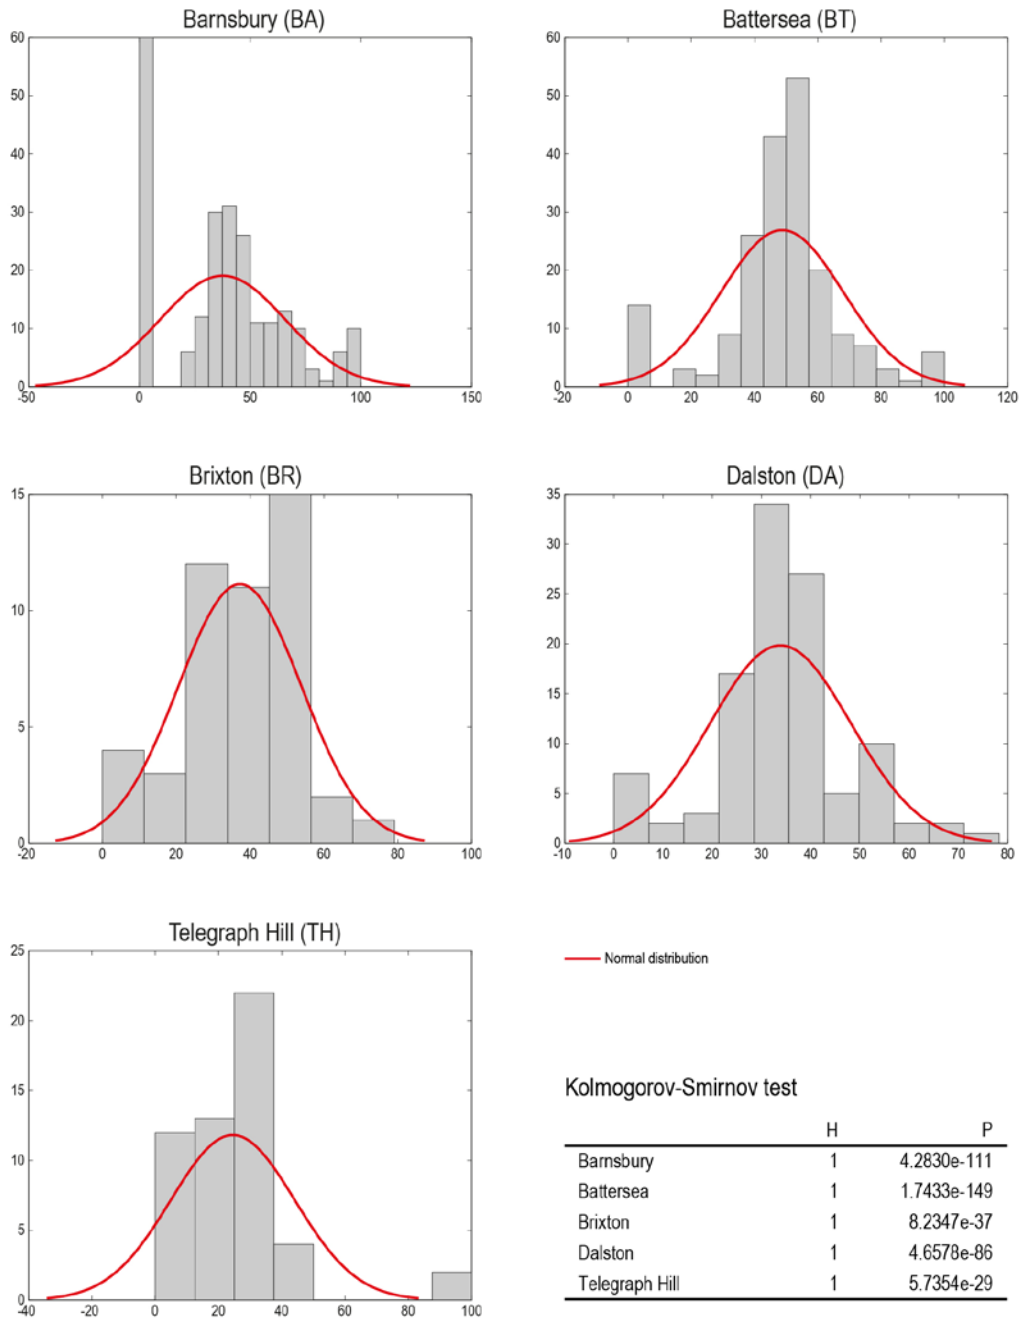 Barnsbury (BA)
60
50
40
30
20
10
0
-50 0 50 100 150
Battersea (BT)
60
50
40
30
20
10
0
-20 0 20 40 60 80 100 120
Brixton (BR)
15
10
5
0
-20 0 20 40 60 80 100
Dalston (DA)
35
30
25
20
15
10
5
0
-10 0 10 20 30 40 50 60 70 80
Telegraph Hill (TH)
25
20
15
10
5
0
-40 -20 0 20 40 60 80 100
Normal distribution
Kolmogorov-Smirnov test
H P
Barnsbury 1 4.2830e-111
Battersea 1 1.7433e-149
Brixton 1 8.2347e-37
Dalston 1 4.6578e-86
Telegraph Hill 1 5.7354e-29